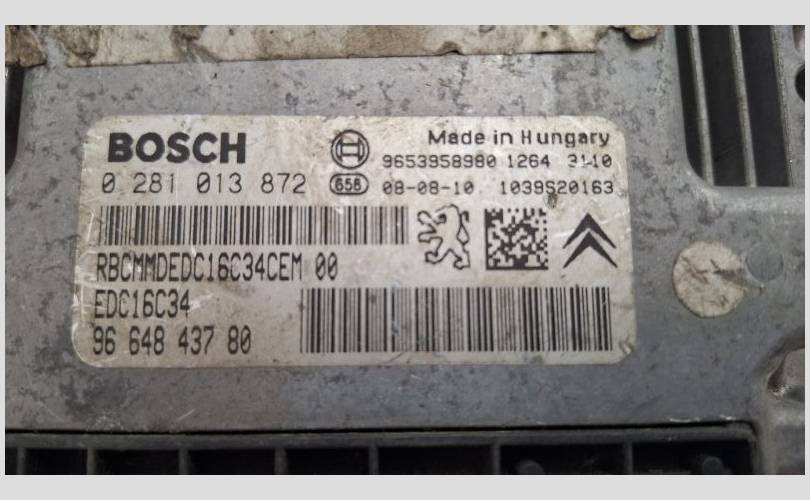 BOSCH
Made in Hungary
9653958980 1264 3110
0 281 013 872
656
08-08-10 1039S20163
RBCMMDEDC16C34CEM 00
EDC16C34
96 648 437 80